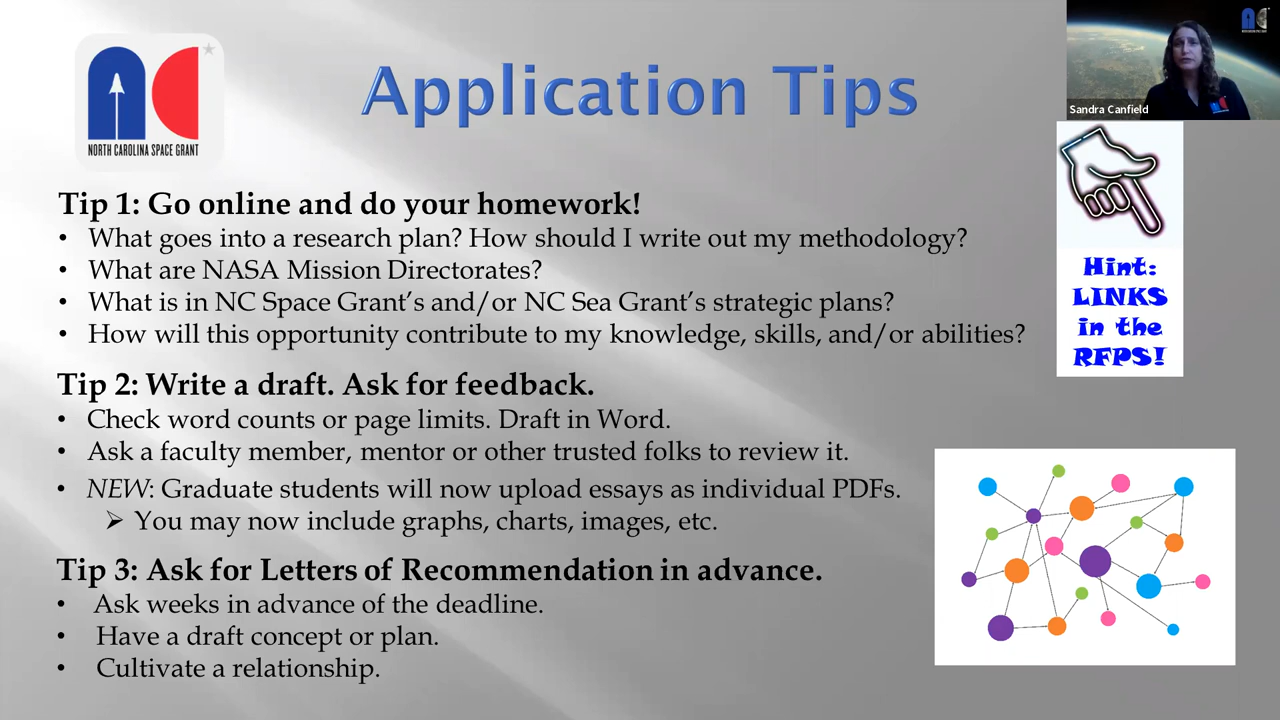 NC
NORTH CAROLINA SPACE GRANT
Application Tips
Sandra Canfield
Tip 1: Go online and do your homework!
• What goes into a research plan? How should I write out my methodology?
• What are NASA Mission Directorates?
• What is in NC Space Grant's and/or NC Sea Grant's strategic plans?
• How will this opportunity contribute to my knowledge, skills, and/or abilities?
Hint:
LINKS
in the
RFPS!
Tip 2: Write a draft. Ask for feedback.
• Check word counts or page limits. Draft in Word.
• Ask a faculty member, mentor or other trusted folks to review it.
• NEW: Graduate students will now upload essays as individual PDFs.
➢ You may now include graphs, charts, images, etc.
Tip 3: Ask for Letters of Recommendation in advance.
• Ask weeks in advance of the deadline.
• Have a draft concept or plan.
• Cultivate a relationship.